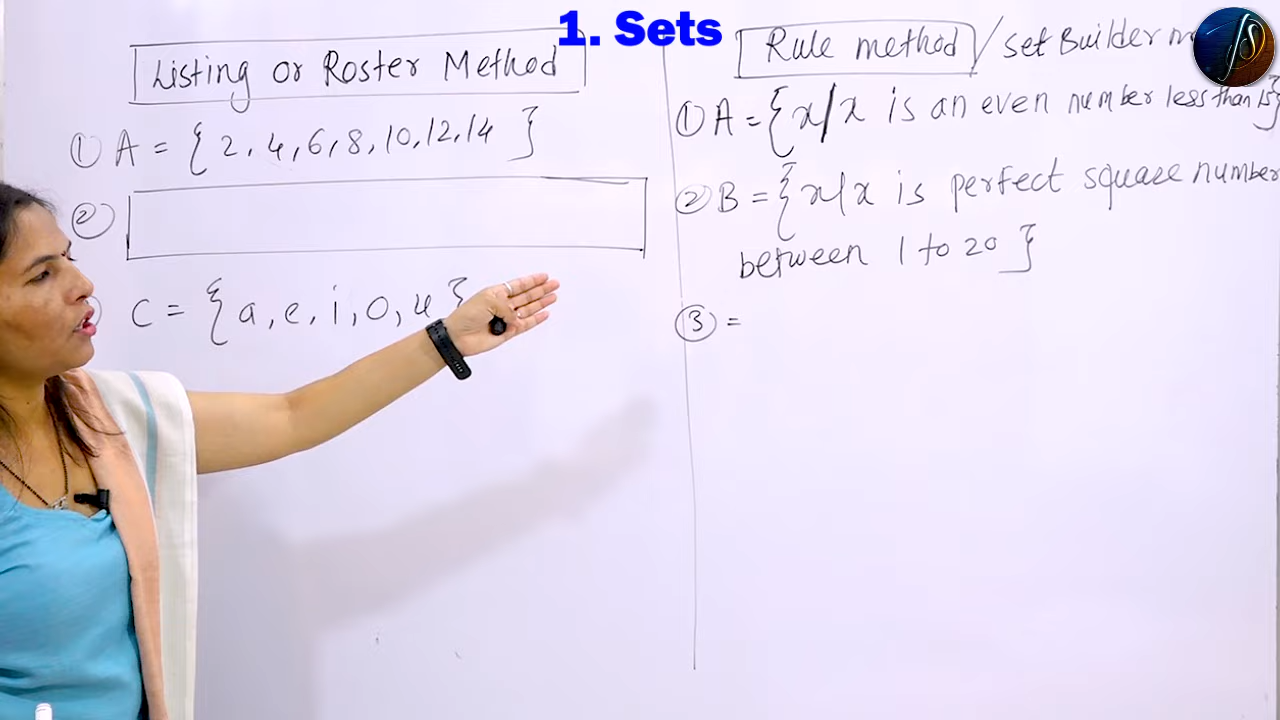 1. Sets
Listing or Roster Method
① A = { 2, 4, 6, 8, 10, 12, 14 }
②
C = { a, e, i, o, u }
Rule method / set Builder
① A = { x/x is an even number less than 15 }
② B = { x/x is perfect square number
between 1 to 20 }
③ =